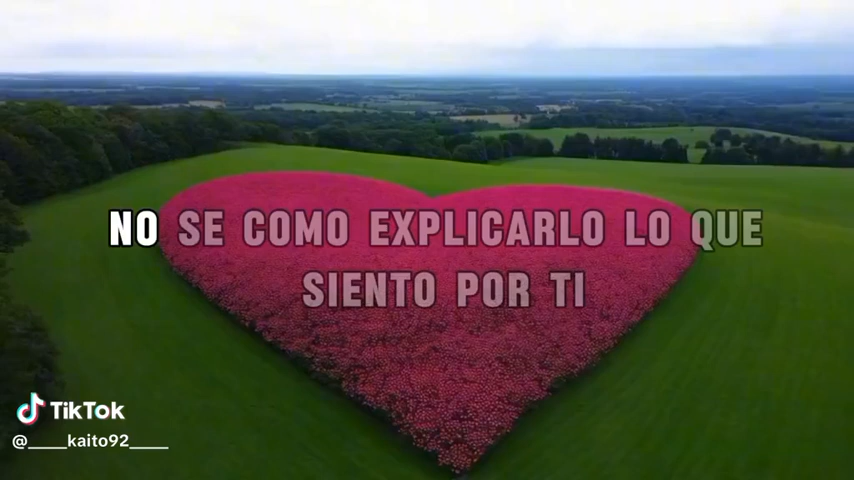 NO SE COMO EXPLICARLO LO QUE
SIENTO POR TI
TikTok
@____kaito92____